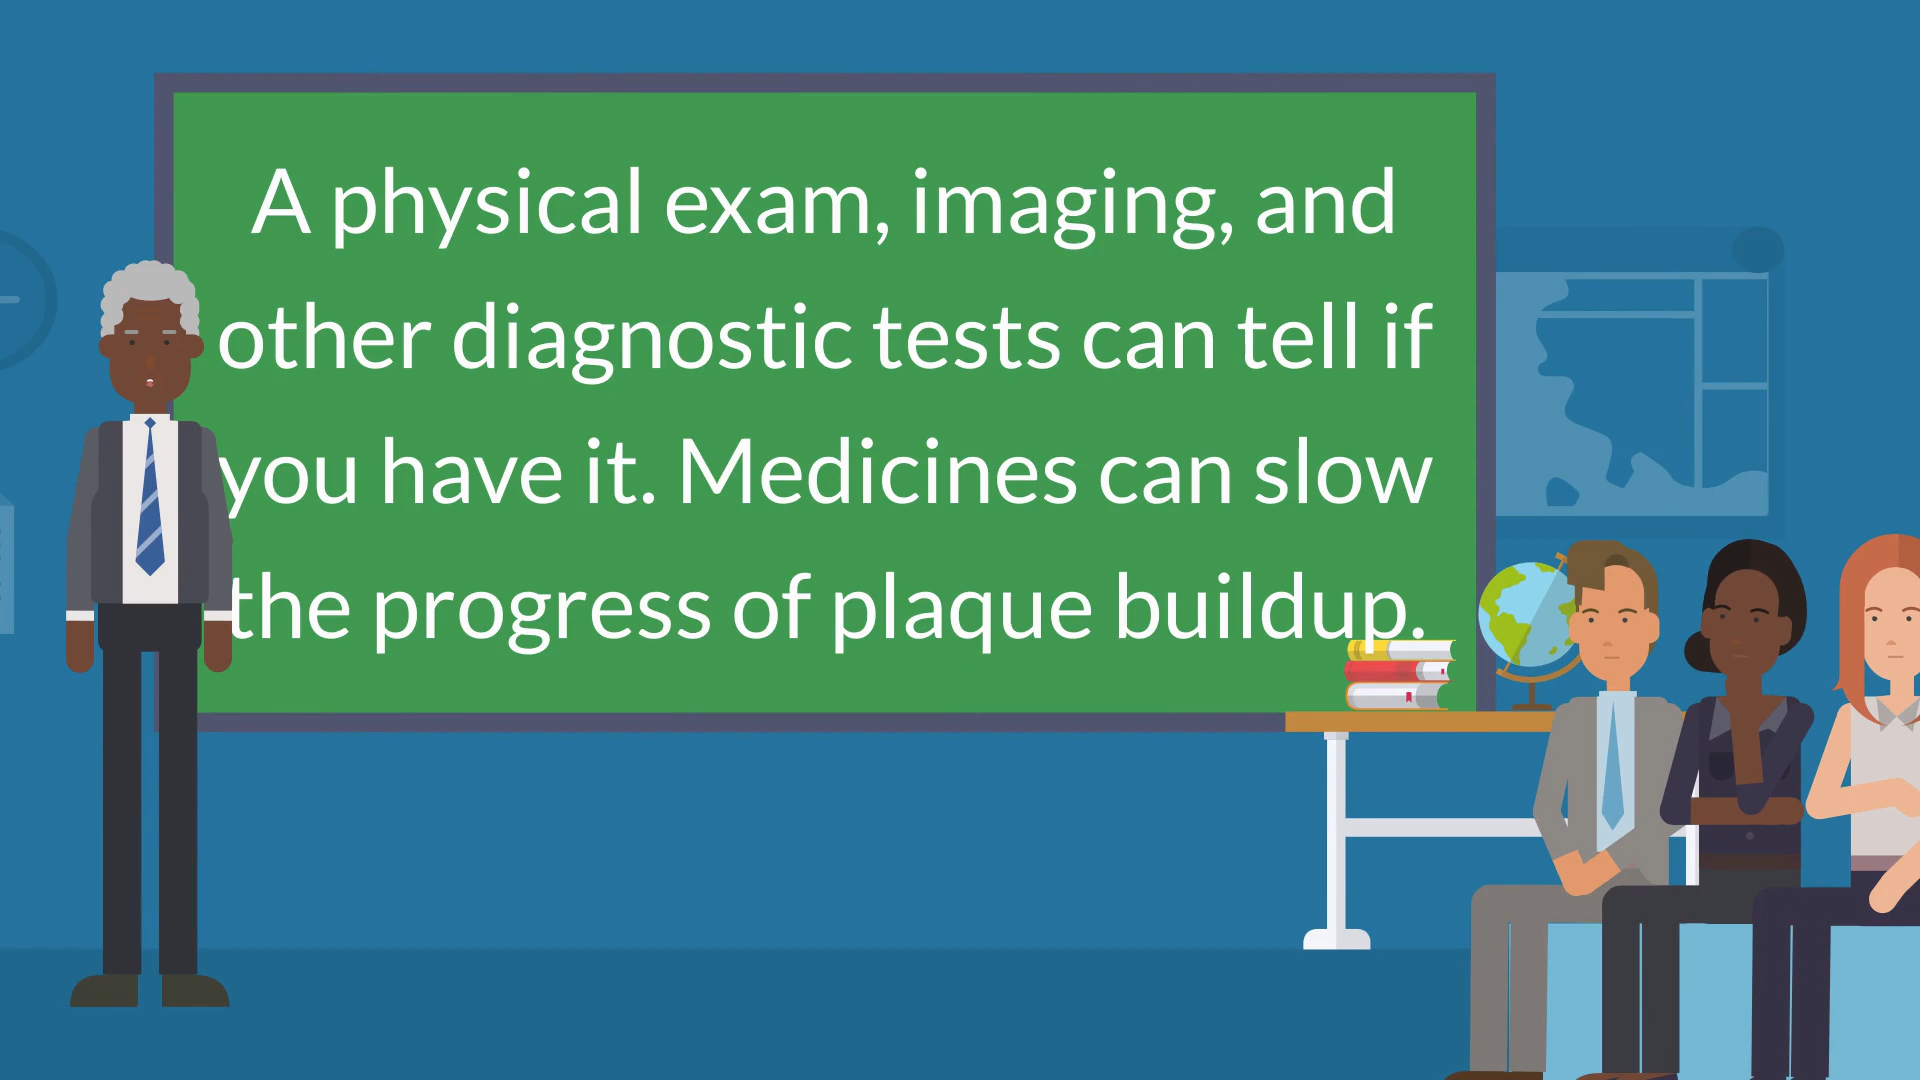 A physical exam, imaging, and
other diagnostic tests can tell if
you have it. Medicines can slow
the progress of plaque buildup.